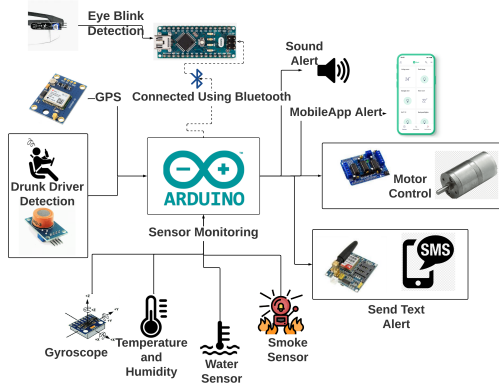 Eye Blink
Detection
Sound
Alert
GPS
Connected Using Bluetooth
MobileApp Alert
Drunk Driver
Detection
ARDUINO
Motor
Control
Sensor Monitoring
SMS
Send Text
Alert
Gyroscope
Temperature
and
Humidity
Water
Sensor
Smoke
Sensor